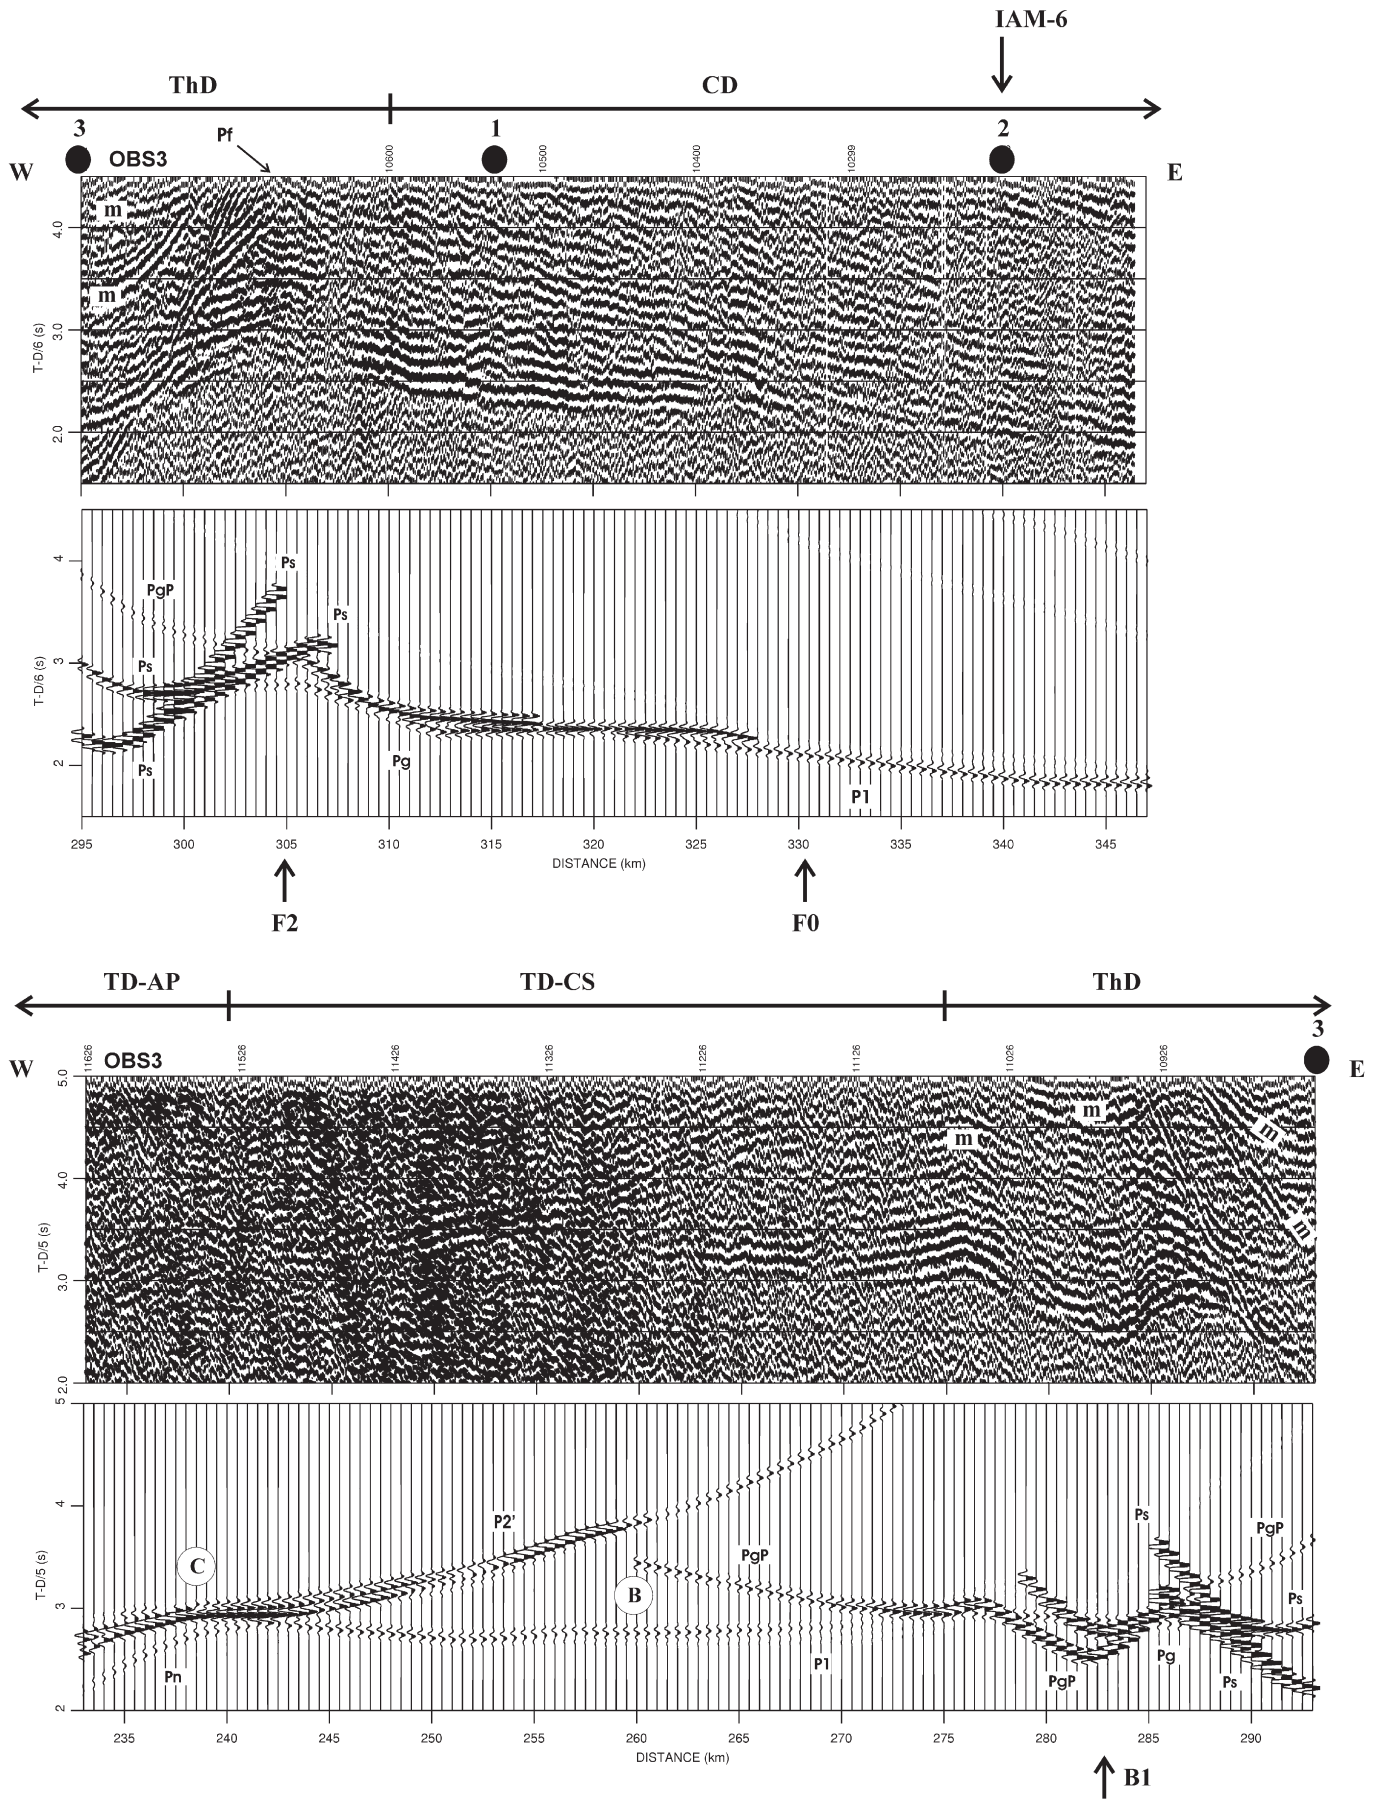 IAM-6
ThD CD
3 Pf 1 2
W OBS3 10600 10500 10400 10299 E
m
m
4.0
3.0
2.0
T-D/6 (s)
4
3
2
T-D/6 (s)
PgP Ps Ps
Ps
Ps Pg P1
295 300 305 310 315 320 325 330 335 340 345
DISTANCE (km)
F2 F0
TD-AP TD-CS ThD
3
W 11626 OBS3 11526 11426 11326 11226 11126 11026 10926 E
m
m
m
m
5.0
4.0
3.0
2.0
T-D/5 (s)
5
4
3
2
T-D/5 (s)
P2' Ps PgP
C B PgP Ps
Pn P1 PgP Pg Ps
235 240 245 250 255 260 265 270 275 280 285 290
DISTANCE (km)
B1